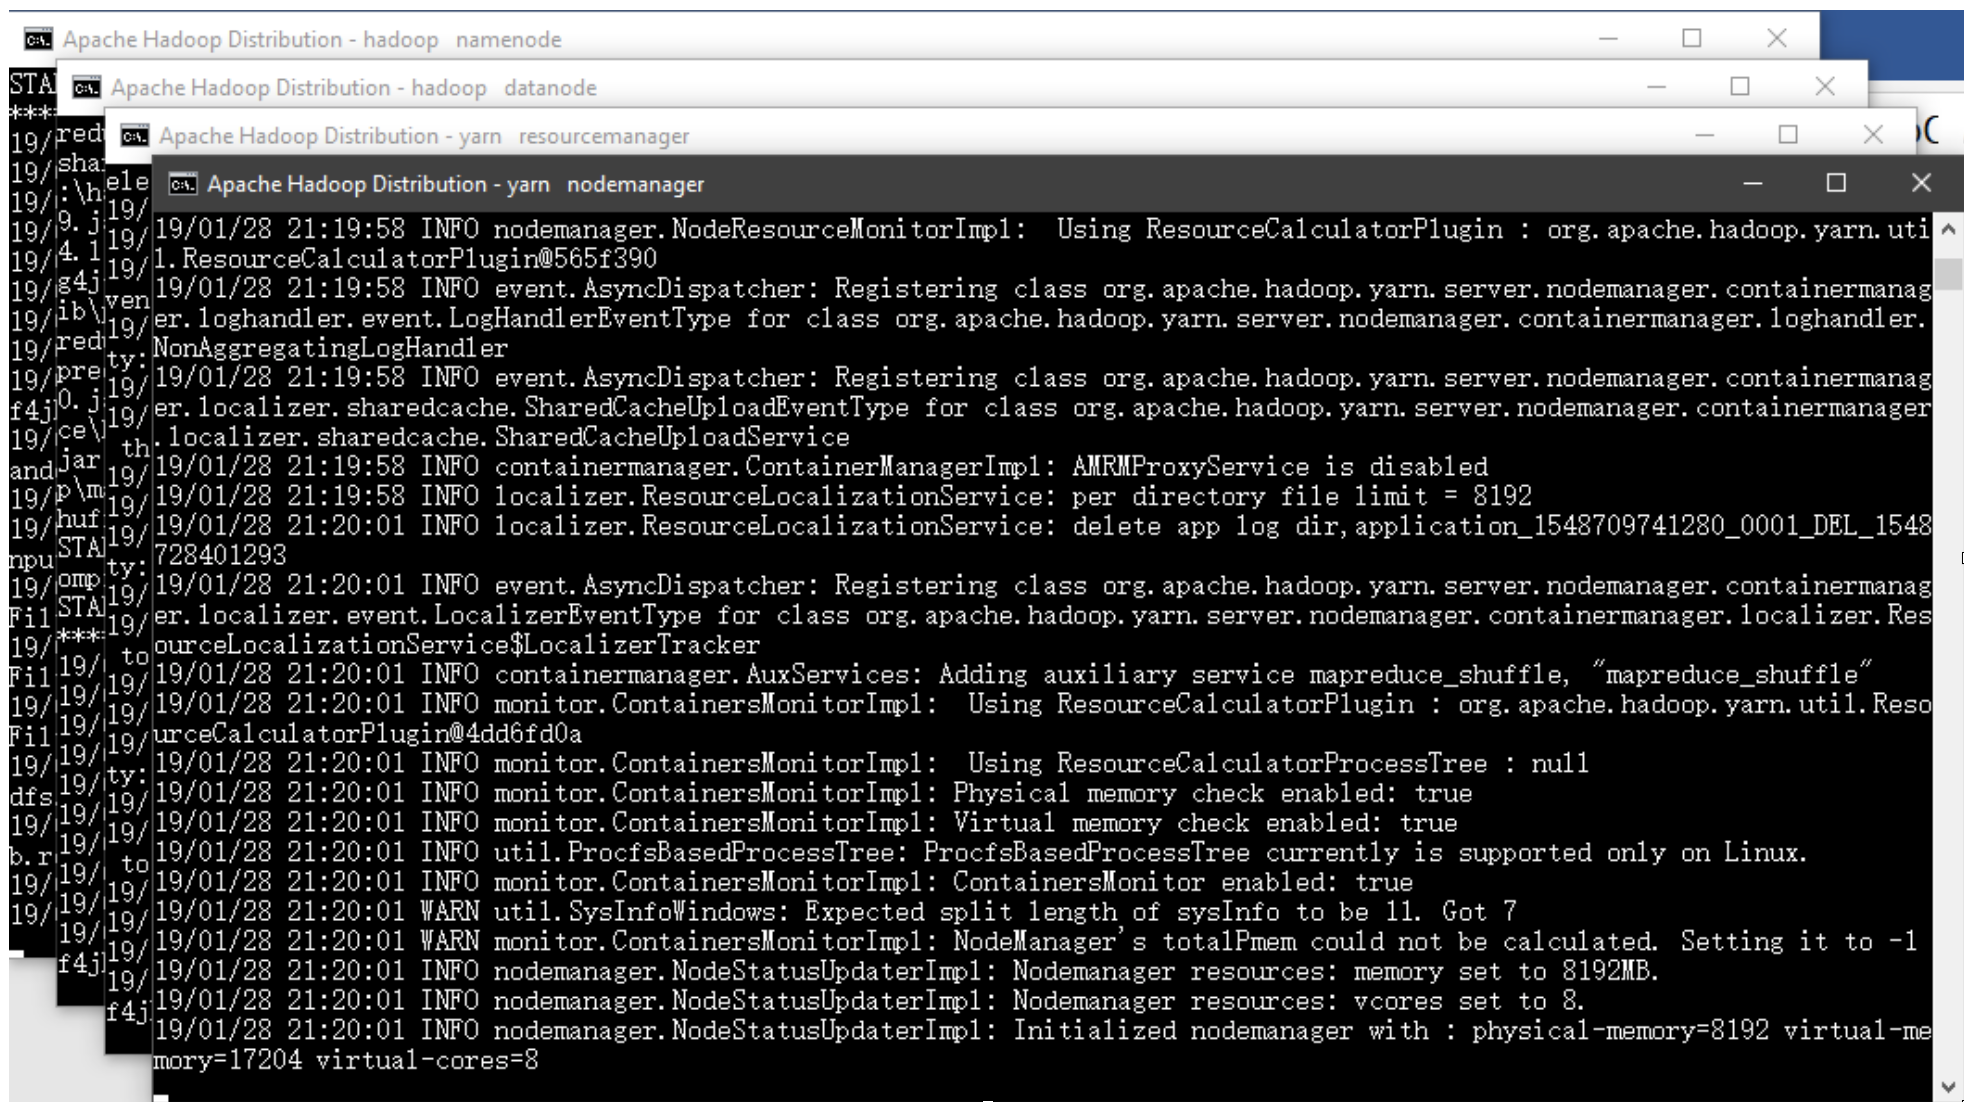 Apache Hadoop Distribution - hadoop   namenode
Apache Hadoop Distribution - hadoop   datanode
Apache Hadoop Distribution - yarn   resourcemanager
Apache Hadoop Distribution - yarn   nodemanager
19/01/28 21:19:58 INFO nodemanager.NodeResourceMonitorImpl:  Using ResourceCalculatorPlugin : org.apache.hadoop.yarn.uti
l.ResourceCalculatorPlugin@565f390
19/01/28 21:19:58 INFO event.AsyncDispatcher: Registering class org.apache.hadoop.yarn.server.nodemanager.containermanag
er.loghandler.event.LogHandlerEventType for class org.apache.hadoop.yarn.server.nodemanager.containermanager.loghandler.
NonAggregatingLogHandler
19/01/28 21:19:58 INFO event.AsyncDispatcher: Registering class org.apache.hadoop.yarn.server.nodemanager.containermanag
er.localizer.sharedcache.SharedCacheUploadEventType for class org.apache.hadoop.yarn.server.nodemanager.containermanager
.localizer.sharedcache.SharedCacheUploadService
19/01/28 21:19:58 INFO containermanager.ContainerManagerImpl: AMRMProxyService is disabled
19/01/28 21:19:58 INFO localizer.ResourceLocalizationService: per directory file limit = 8192
19/01/28 21:20:01 INFO localizer.ResourceLocalizationService: delete app log dir,application_1548709741280_0001_DEL_1548
728401293
19/01/28 21:20:01 INFO event.AsyncDispatcher: Registering class org.apache.hadoop.yarn.server.nodemanager.containermanag
er.localizer.event.LocalizerEventType for class org.apache.hadoop.yarn.server.nodemanager.containermanager.localizer.Res
ourceLocalizationService$LocalizerTracker
19/01/28 21:20:01 INFO containermanager.AuxServices: Adding auxiliary service mapreduce_shuffle, "mapreduce_shuffle"
19/01/28 21:20:01 INFO monitor.ContainersMonitorImpl:  Using ResourceCalculatorPlugin : org.apache.hadoop.yarn.util.Reso
urceCalculatorPlugin@4dd6fd0a
19/01/28 21:20:01 INFO monitor.ContainersMonitorImpl:  Using ResourceCalculatorProcessTree : null
19/01/28 21:20:01 INFO monitor.ContainersMonitorImpl: Physical memory check enabled: true
19/01/28 21:20:01 INFO monitor.ContainersMonitorImpl: Virtual memory check enabled: true
19/01/28 21:20:01 INFO util.ProcfsBasedProcessTree: ProcfsBasedProcessTree currently is supported only on Linux.
19/01/28 21:20:01 INFO monitor.ContainersMonitorImpl: ContainersMonitor enabled: true
19/01/28 21:20:01 WARN util.SysInfoWindows: Expected split length of sysInfo to be 11. Got 7
19/01/28 21:20:01 WARN monitor.ContainersMonitorImpl: NodeManager's totalPmem could not be calculated. Setting it to -1
19/01/28 21:20:01 INFO nodemanager.NodeStatusUpdaterImpl: Nodemanager resources: memory set to 8192MB.
19/01/28 21:20:01 INFO nodemanager.NodeStatusUpdaterImpl: Nodemanager resources: vcores set to 8.
19/01/28 21:20:01 INFO nodemanager.NodeStatusUpdaterImpl: Initialized nodemanager with : physical-memory=8192 virtual-me
mory=17204 virtual-cores=8